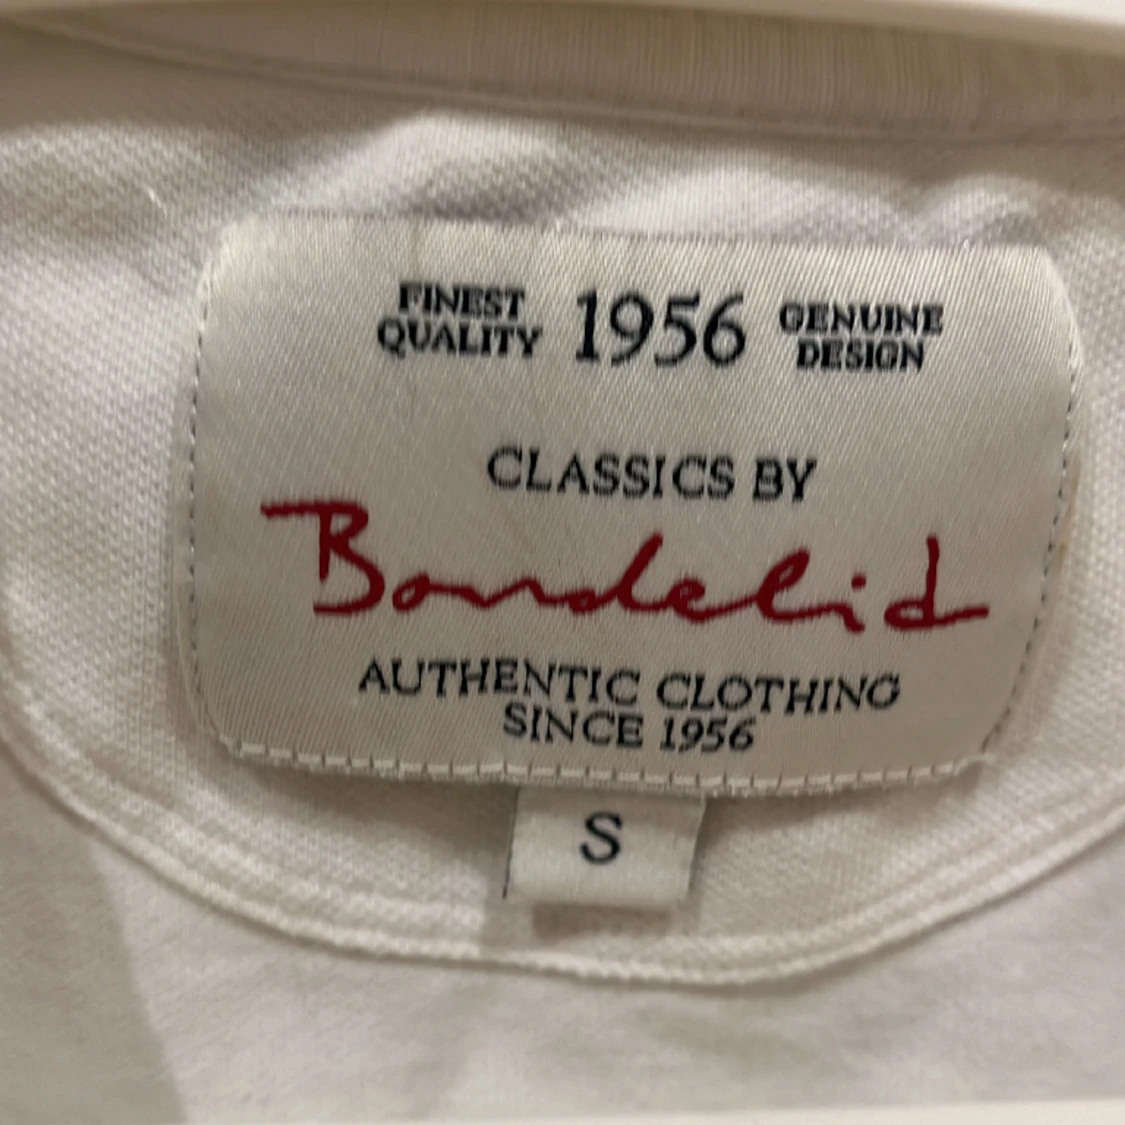 FINEST QUALITY 1956 GENUINE DESIGN
CLASSICS BY
Bondelid
AUTHENTIC CLOTHING
SINCE 1956
S